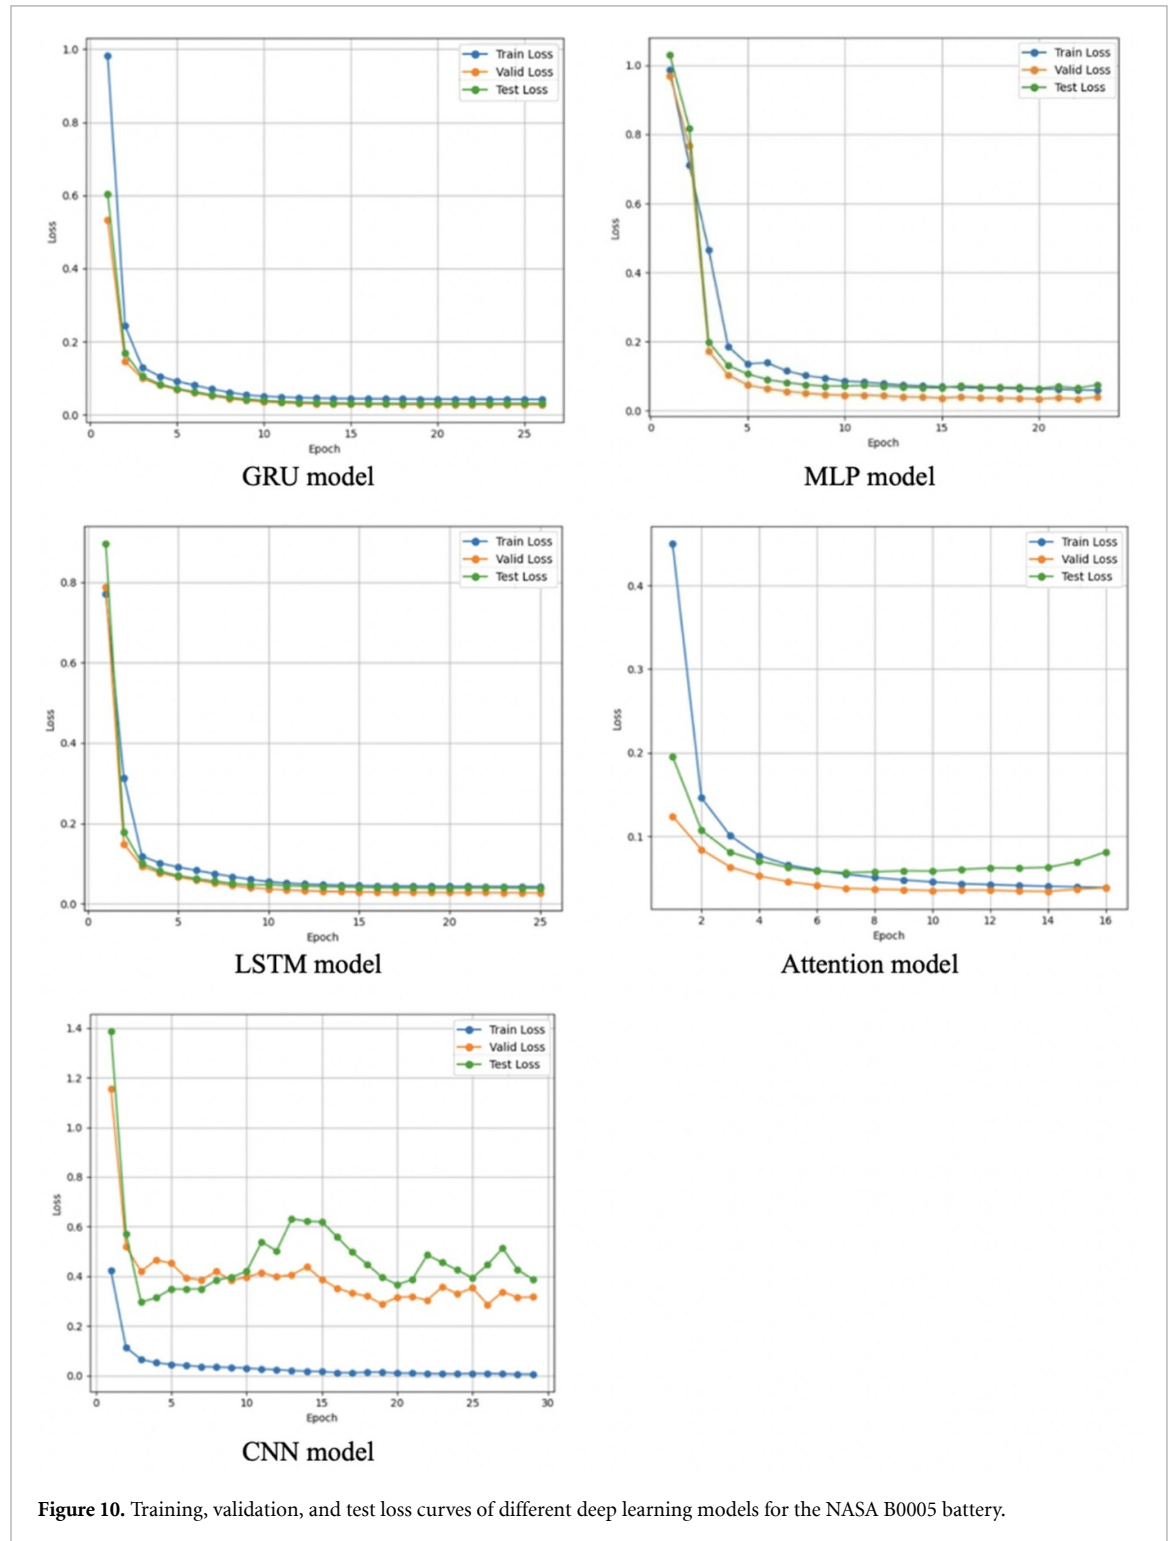 1.0
0.8
0.6
0.4
0.2
0.0
Loss
0 5 10 15 20 25
Epoch
Train Loss
Valid Loss
Test Loss
GRU model
1.0
0.8
0.6
0.4
0.2
0.0
Loss
0 5 10 15 20
Epoch
Train Loss
Valid Loss
Test Loss
MLP model
0.8
0.6
0.4
0.2
0.0
Loss
0 5 10 15 20 25
Epoch
Train Loss
Valid Loss
Test Loss
LSTM model
0.4
0.3
0.2
0.1
Loss
2 4 6 8 10 12 14 16
Epoch
Train Loss
Valid Loss
Test Loss
Attention model
1.4
1.2
1.0
0.8
0.6
0.4
0.2
0.0
Loss
0 5 10 15 20 25 30
Epoch
Train Loss
Valid Loss
Test Loss
CNN model
Figure 10. Training, validation, and test loss curves of different deep learning models for the NASA B0005 battery.